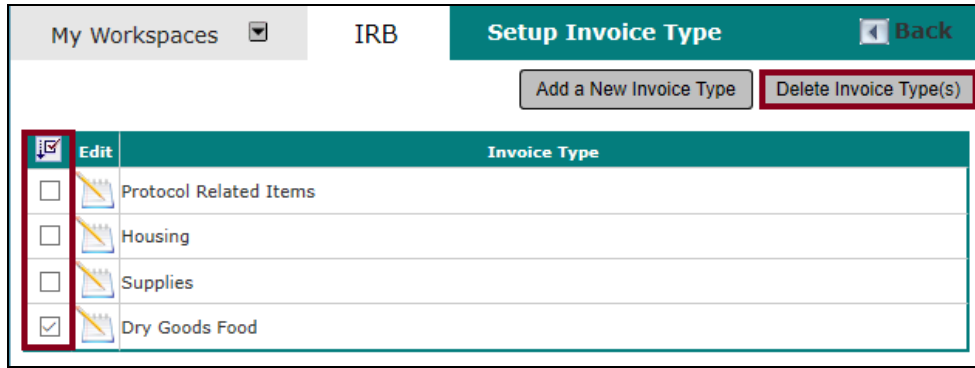 My Workspaces IRB Setup Invoice Type Back
Add a New Invoice Type Delete Invoice Type(s)
Edit Invoice Type
Protocol Related Items
Housing
Supplies
Dry Goods Food